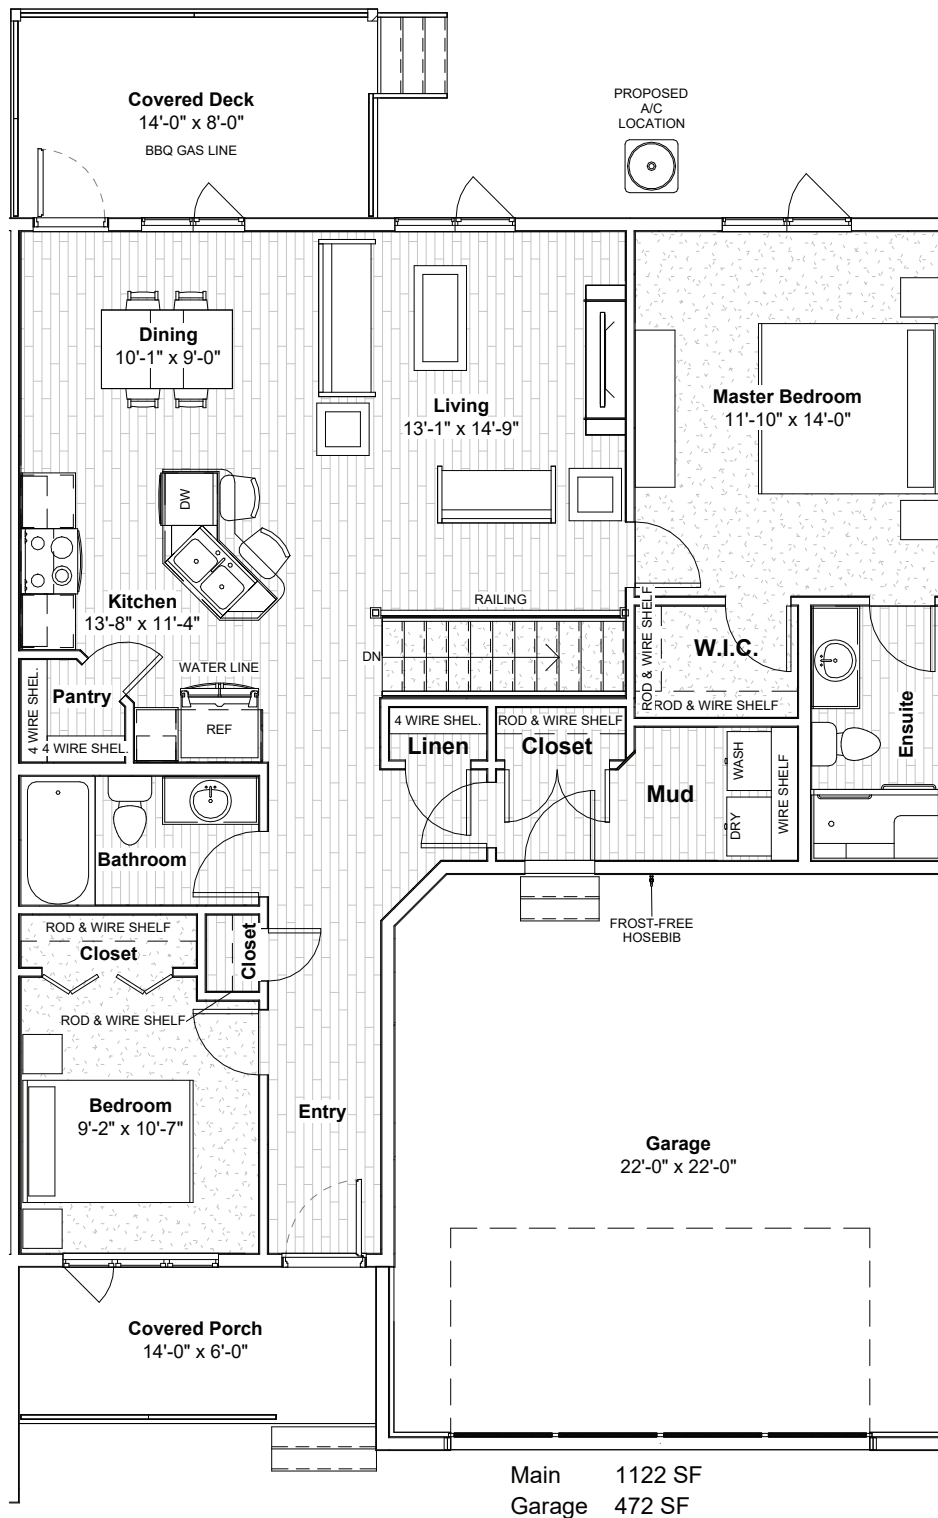 Covered Deck
14'-0" x 8'-0"
BBQ GAS LINE
PROPOSED
A/C
LOCATION
Dining
10'-1" x 9'-0"
Living
13'-1" x 14'-9"
Master Bedroom
11'-10" x 14'-0"
DW
Kitchen
13'-8" x 11'-4"
RAILING
DN
ROD & WIRE SHELF
W.I.C.
ROD & WIRE SHELF
WATER LINE
REF
Pantry
4 WIRE SHEL.
4 WIRE SHEL.
4 WIRE SHEL.
Linen
ROD & WIRE SHELF
Closet
Mud
WASH
DRY
WIRE SHELF
Ensuite
Bathroom
ROD & WIRE SHELF
Closet
Closet
ROD & WIRE SHELF
FROST-FREE
HOSEBIB
Bedroom
9'-2" x 10'-7"
Entry
Garage
22'-0" x 22'-0"
Covered Porch
14'-0" x 6'-0"
Main 1122 SF
Garage 472 SF